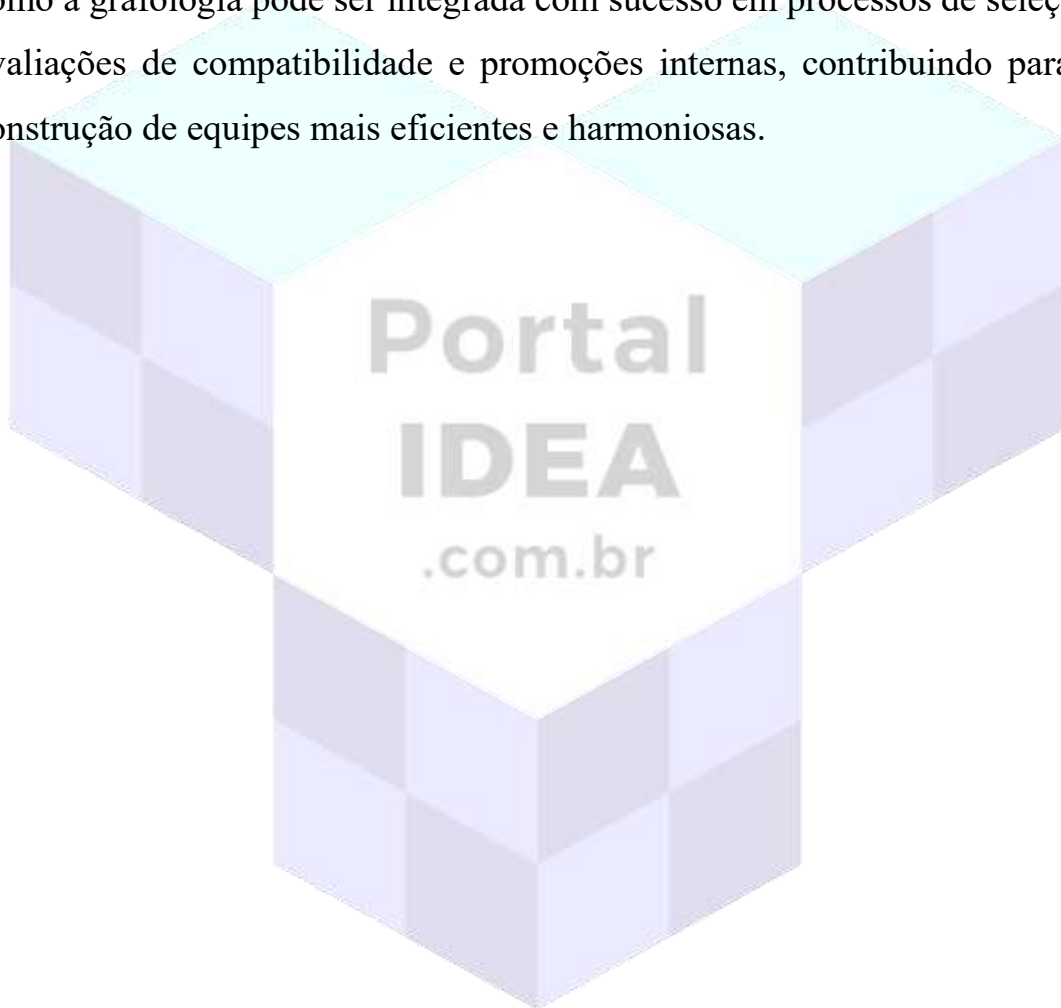 omo a grafologia pode ser integrada com sucesso em processos de seleç
valiações de compatibilidade e promoções internas, contribuindo para
onstrução de equipes mais eficientes e harmoniosas.
Portal
IDEA
.com.br